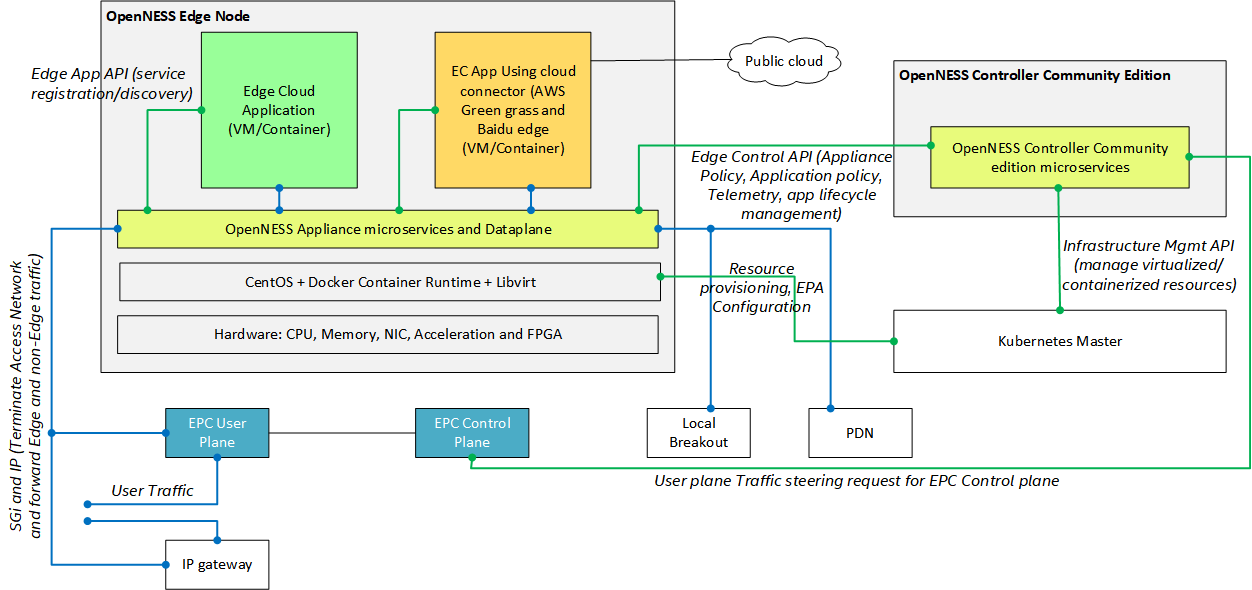 OpenNESS Edge Node
Edge App API (service
registration/discovery)
Edge Cloud
Application
(VM/Container)
EC App Using cloud
connector (AWS
Green grass and
Baidu edge
(VM/Container)
Public cloud
OpenNESS Controller Community Edition
OpenNESS Controller Community
edition microservices
Edge Control API (Appliance
Policy, Application policy,
Telemetry, app lifecycle
management)
OpenNESS Appliance microservices and Dataplane
Infrastructure Mgmt API
(manage virtualized/
containerized resources)
CentOS + Docker Container Runtime + Libvirt
Resource
provisioning, EPA
Configuration
Hardware: CPU, Memory, NIC, Acceleration and FPGA
Kubernetes Master
SGi and IP (Terminate Access Network
and forward Edge and non-Edge traffic)
EPC User
Plane
EPC Control
Plane
Local
Breakout
PDN
User plane Traffic steering request for EPC Control plane
User Traffic
IP gateway